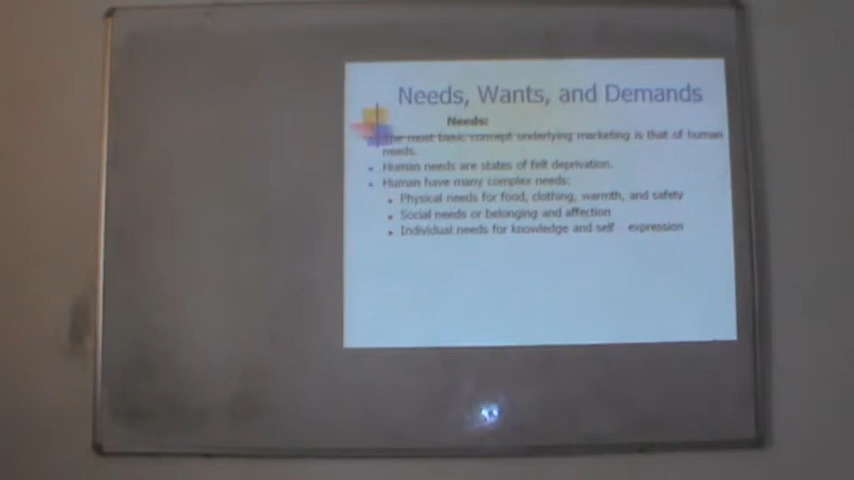 Needs, Wants, and Demands
Needs:
The most basic concept underlying marketing is that of human
needs.
Human needs are states of felt deprivation.
Human have many complex needs:
Physical needs for food, clothing, warmth, and safety
Social needs or belonging and affection
Individual needs for knowledge and self expression